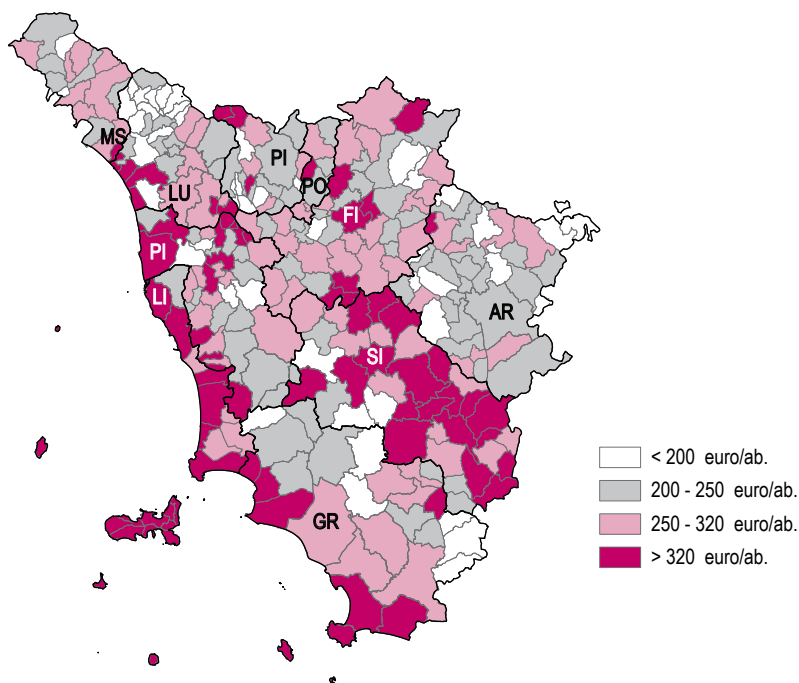 MS
PI
PO
LU
FI
PI
LI
AR
SI
GR
< 200 euro/ab.
200 - 250 euro/ab.
250 - 320 euro/ab.
> 320 euro/ab.